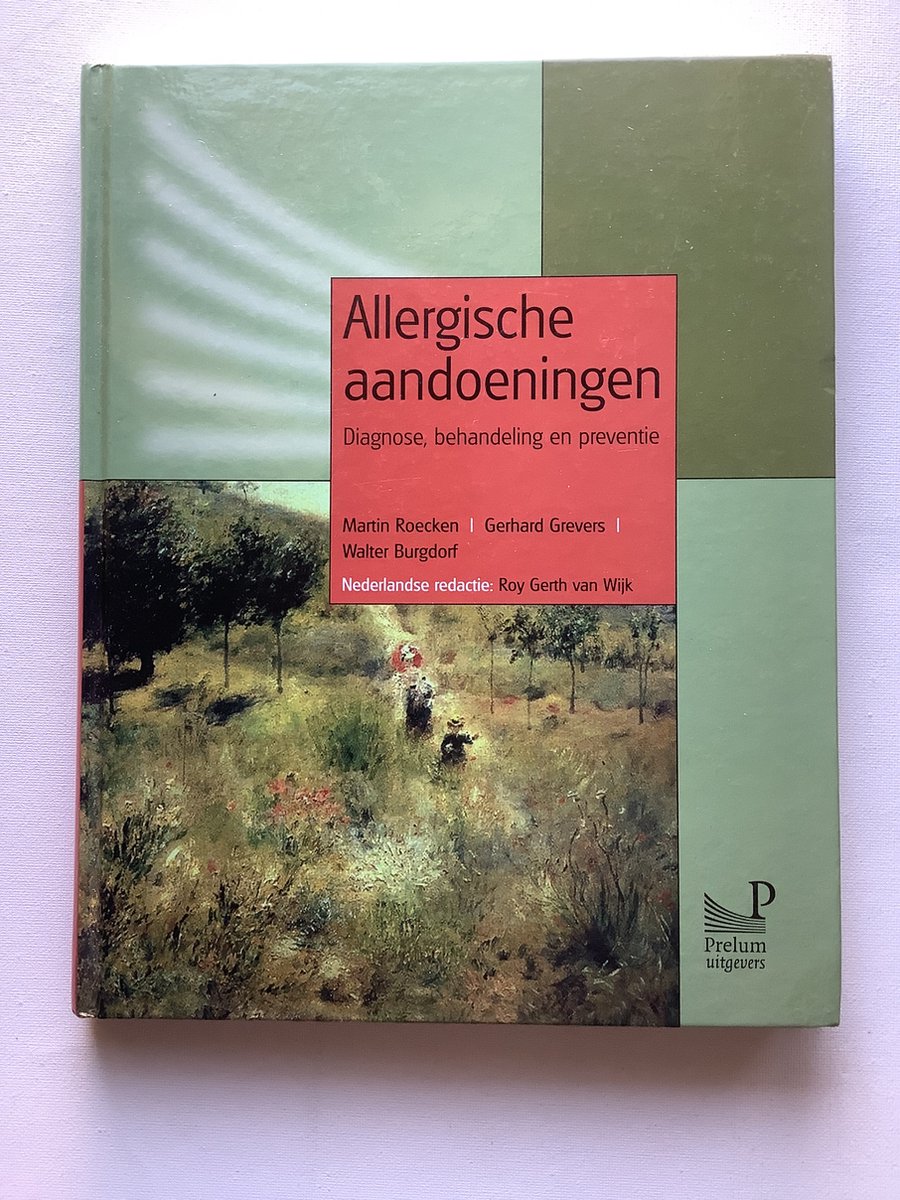 Allergische
aandoeningen
Diagnose, behandeling en preventie
Martin Roecken | Gerhard Grevers |
Walter Burgdorf
Nederlandse redactie: Roy Gerth van Wijk
P
Prelum
uitgevers